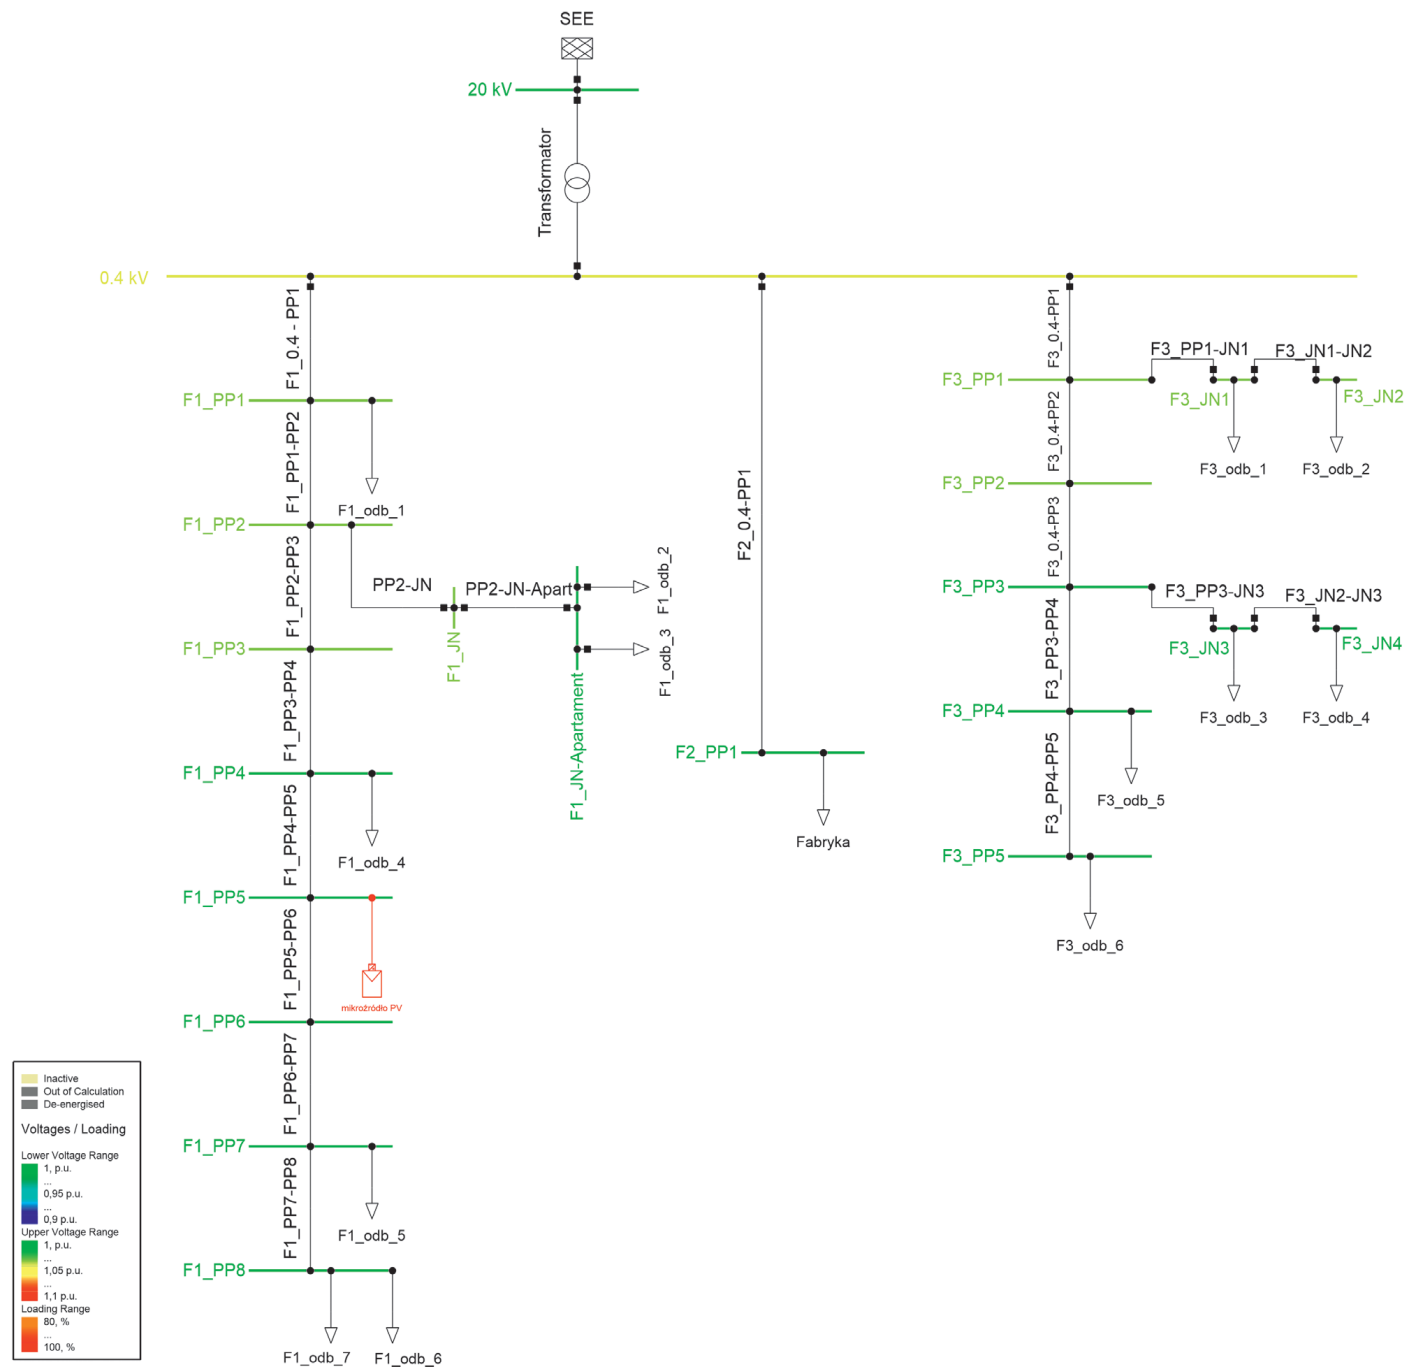 SEE
20 kV
Transformator
0.4 kV
F1_0.4 - PP1
F1_PP1
F1_PP1-PP2
F1_odb_1
F1_PP2
F1_PP2-PP3
PP2-JN
F1_JN
PP2-JN-Apart
F1_odb_2
F1_odb_3
F1_JN-Apartament
F1_PP3
F1_PP3-PP4
F1_PP4
F1_PP4-PP5
F1_odb_4
F1_PP5
F1_PP5-PP6
mikroźródło PV
F1_PP6
F1_PP6-PP7
F1_PP7
F1_PP7-PP8
F1_odb_5
F1_PP8
F1_odb_7
F1_odb_6
F2_0.4-PP1
F2_PP1
Fabryka
F3_0.4-PP1
F3_PP1
F3_PP1-JN1
F3_JN1-JN2
F3_JN1
F3_JN2
F3_odb_1
F3_odb_2
F3_0.4-PP2
F3_PP2
F3_0.4-PP3
F3_PP3
F3_PP3-JN3
F3_JN2-JN3
F3_JN3
F3_JN4
F3_odb_3
F3_odb_4
F3_PP3-PP4
F3_PP4
F3_odb_5
F3_PP4-PP5
F3_PP5
F3_odb_6
Inactive
Out of Calculation
De-energised
Voltages / Loading
Lower Voltage Range
1, p.u.
...
0,95 p.u.
...
0,9 p.u.
Upper Voltage Range
1, p.u.
...
1,05 p.u.
...
1,1 p.u.
Loading Range
80, %
...
100, %